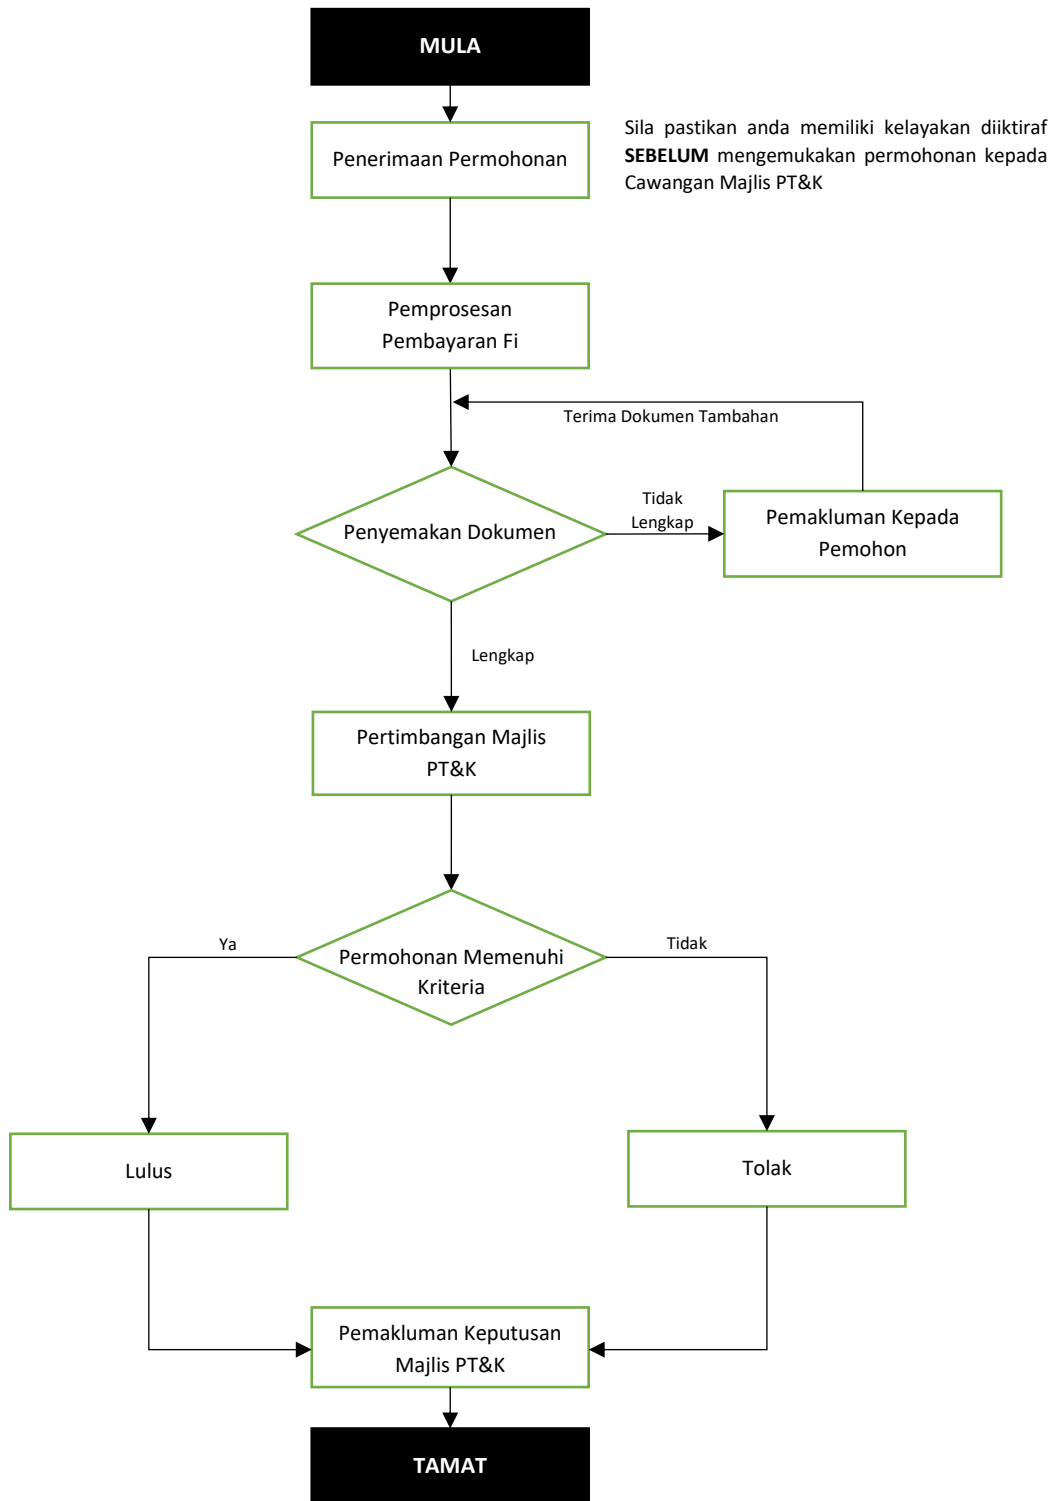 MULA
Penerimaan Permohonan
Sila pastikan anda memiliki kelayakan diiktiraf
SEBELUM mengemukakan permohonan kepada
Cawangan Majlis PT&K
Pemprosesan
Pembayaran Fi
Terima Dokumen Tambahan
Penyemakan Dokumen
Tidak
Lengkap
Pemakluman Kepada
Pemohon
Lengkap
Pertimbangan Majlis
PT&K
Ya
Permohonan Memenuhi
Kriteria
Tidak
Lulus
Tolak
Pemakluman Keputusan
Majlis PT&K
TAMAT